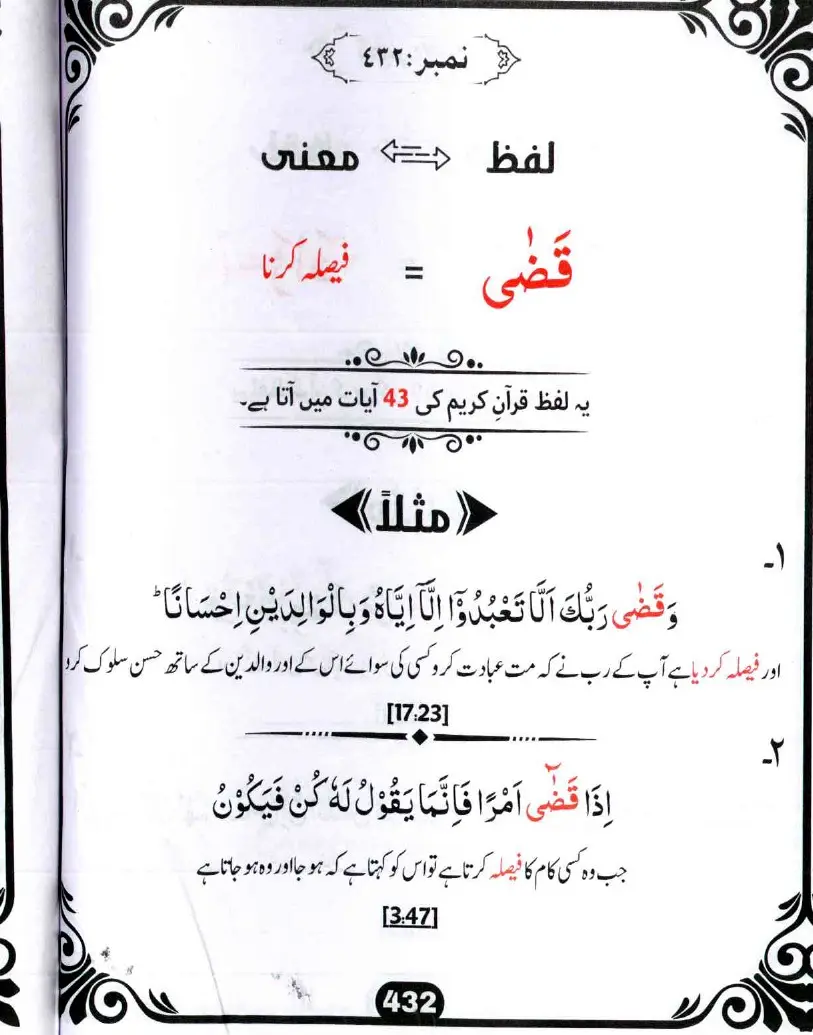 نمبر:٤٣٢
لفظ ⇐⇒ معنی
قَضٰى = فیصلہ کرنا
یہ لفظ قرآنِ کریم کی 43 آیات میں آتا ہے۔
مثلاً
١-
وَقَضٰى رَبُّكَ اَلَّا تَعْبُدُوْٓا اِلَّآ اِيَّاهُ وَبِالْوَالِدَيْنِ اِحْسَانًا ؕ
اور فیصلہ کر دیا ہے آپ کے رب نے کہ مت عبادت کرو کسی کی سوائے اس کے اور والدین کے ساتھ حسن سلوک کرو
[17:23]
٢-
اِذَا قَضٰٓى اَمْرًا فَاِنَّمَا يَقُوْلُ لَهٗ كُنْ فَيَكُوْنُ
جب وہ کسی کام کا فیصلہ کرتا ہے تو اس کو کہتا ہے کہ ہو جا اور وہ ہو جاتا ہے
[3:47]
432